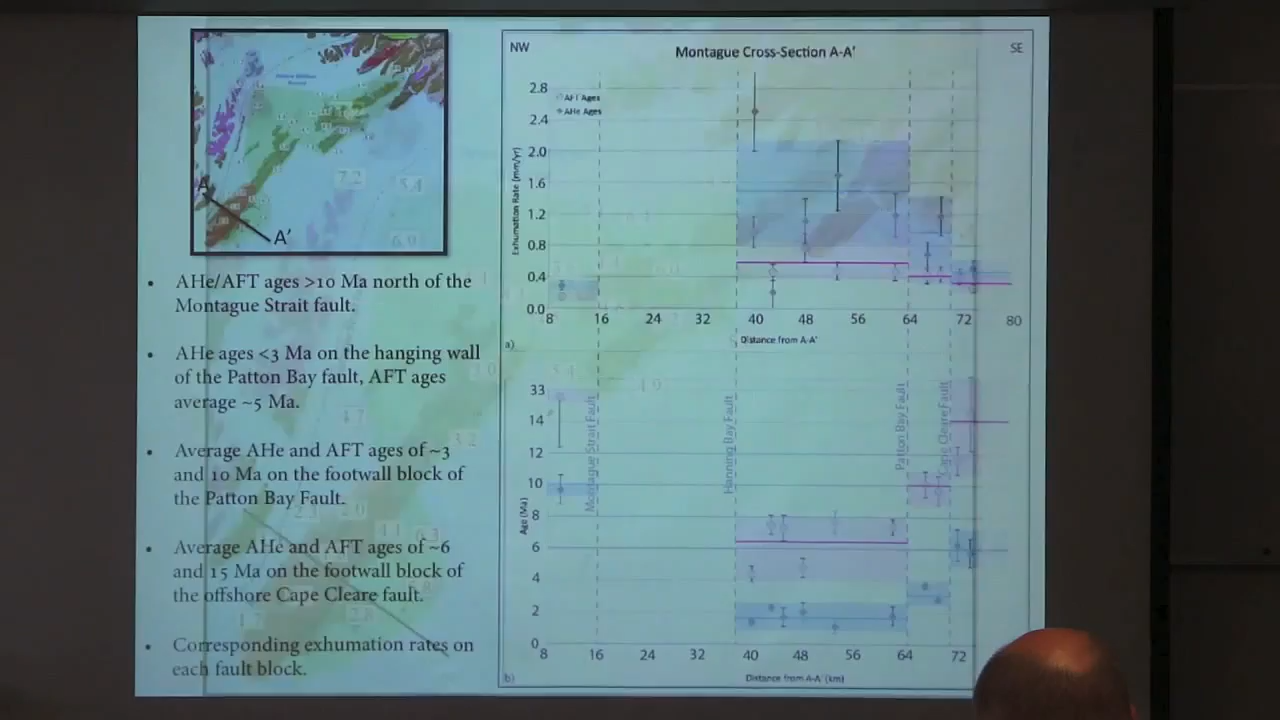 A
A'
7.2
5.4
6.9
• AHe/AFT ages >10 Ma north of the
Montague Strait fault.
• AHe ages <3 Ma on the hanging wall
of the Patton Bay fault, AFT ages
average ~5 Ma.
• Average AHe and AFT ages of ~3
and 10 Ma on the footwall block of
the Patton Bay Fault.
• Average AHe and AFT ages of ~6
and 15 Ma on the footwall block of
the offshore Cape Cleare fault.
• Corresponding exhumation rates on
each fault block.
NW
Montague Cross-Section A-A'
SE
AFT Ages
AHe Ages
Exhumation Rate (mm/yr)
2.8
2.4
2.0
1.6
1.2
0.8
0.4
0.0
8 16 24 32 40 48 56 64 72 80
Distance from A-A'
a)
Age (Ma)
33
14
12
10
8
6
4
2
0
Montague Strait Fault
Hanning Bay Fault
Patton Bay Fault
Cape Cleare Fault
8 16 24 32 40 48 56 64 72
Distance from A-A' (km)
b)